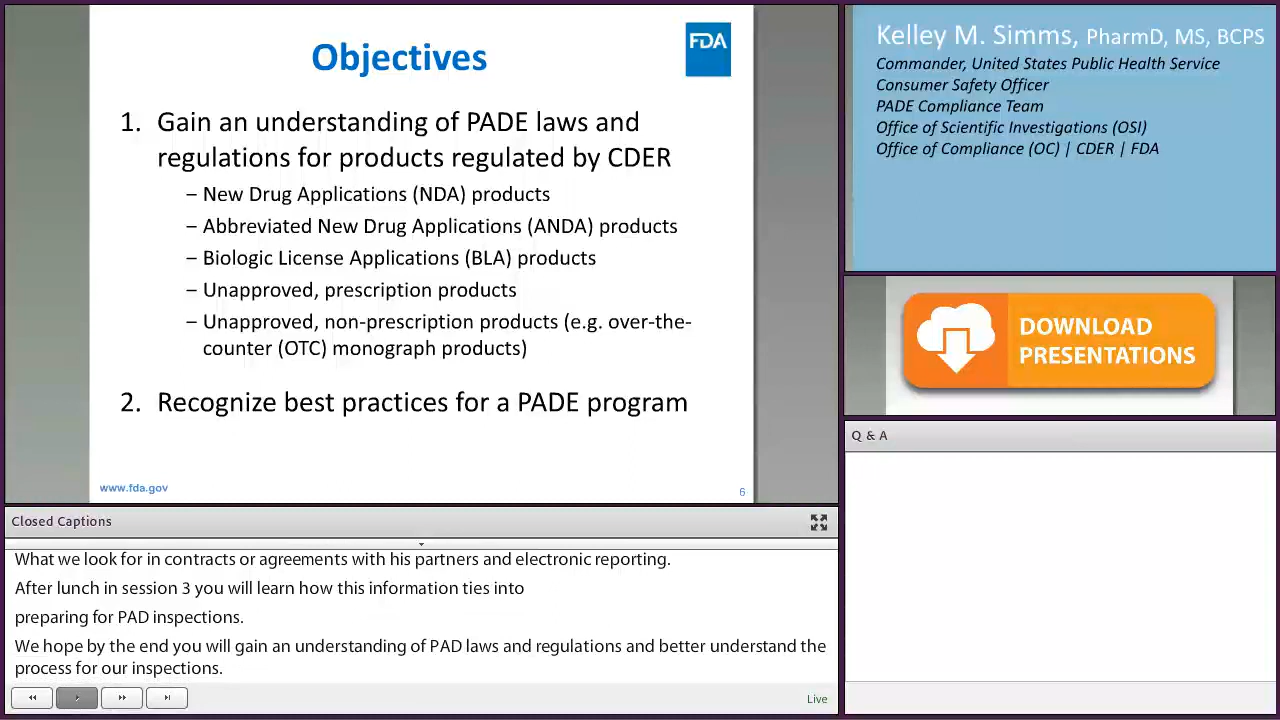 Objectives
FDA
1. Gain an understanding of PADE laws and
regulations for products regulated by CDER
– New Drug Applications (NDA) products
– Abbreviated New Drug Applications (ANDA) products
– Biologic License Applications (BLA) products
– Unapproved, prescription products
– Unapproved, non-prescription products (e.g. over-the-
counter (OTC) monograph products)
2. Recognize best practices for a PADE program
www.fda.gov
6
Kelley M. Simms, PharmD, MS, BCPS
Commander, United States Public Health Service
Consumer Safety Officer
PADE Compliance Team
Office of Scientific Investigations (OSI)
Office of Compliance (OC) | CDER | FDA
DOWNLOAD
PRESENTATIONS
Q & A
Closed Captions
What we look for in contracts or agreements with his partners and electronic reporting.
After lunch in session 3 you will learn how this information ties into
preparing for PAD inspections.
We hope by the end you will gain an understanding of PAD laws and regulations and better understand the
process for our inspections.
Live